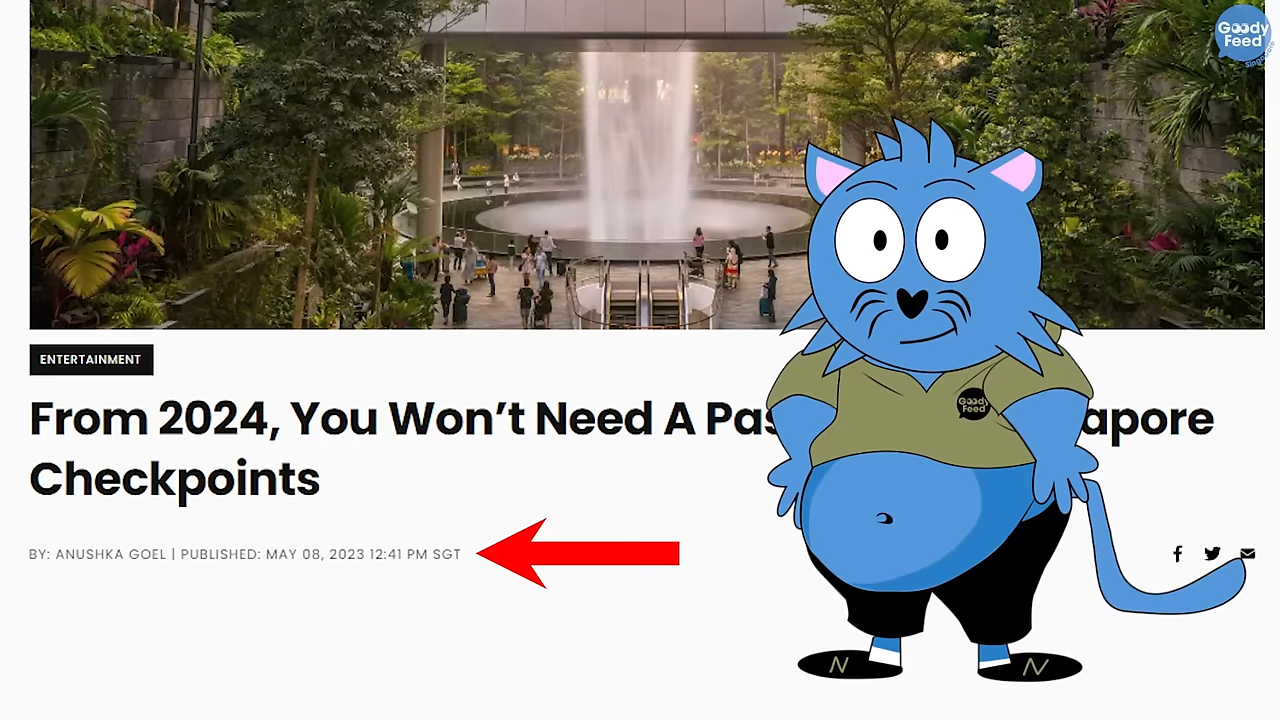 Goody
Feed
ENTERTAINMENT
From 2024, You Won't Need A Pas apore
Checkpoints
BY: ANUSHKA GOEL | PUBLISHED: MAY 08, 2023 12:41 PM SGT
Goody
Feed
N N